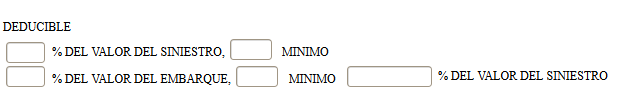 DEDUCIBLE
% DEL VALOR DEL SINIESTRO, MINIMO
% DEL VALOR DEL EMBARQUE, MINIMO % DEL VALOR DEL SINIESTRO